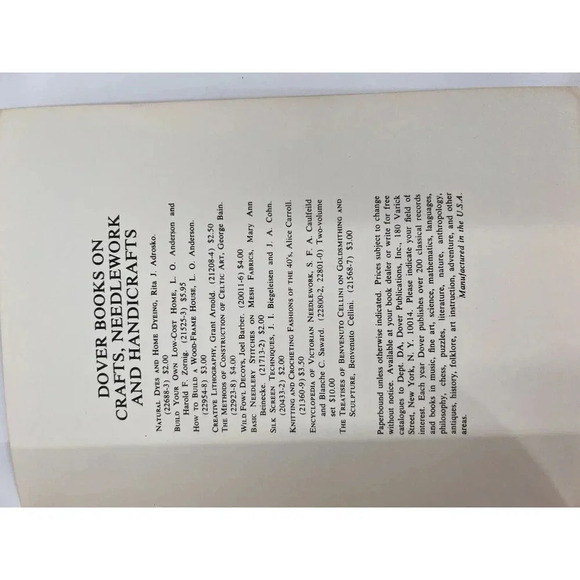 DOVER BOOKS ON
CRAFTS, NEEDLEWORK
AND HANDICRAFTS
NATURAL DYES AND HOME DYEING, Rita J. Adrosko.
(22688-3) $2.00
BUILD YOUR OWN LOW-COST HOME, L. O. Anderson and
Harold F. Zornig. (21525-3) $5.95
HOW TO BUILD A WOOD-FRAME HOUSE, L. O. Anderson.
(22954-8) $3.00
CREATIVE LITHOGRAPHY, Grant Arnold. (21208-4) $2.50
THE METHODS OF CONSTRUCTION OF CELTIC ART, George Bain.
(22923-8) $4.00
WILD FOWL DECOYS, Joel Barber. (20011-6) $4.00
BASIC NEEDLERY STITCHES ON MESH FABRICS, Mary Ann
Beinecke. (21713-2) $2.00
SILK SCREEN TECHNIQUES, J. I. Biegeleisen and J. A. Cohn.
(20433-2) $2.00
KNITTING AND CROCHETING FASHIONS OF THE 40's, Alice Carroll.
(21360-9) $3.50
ENCYCLOPEDIA OF VICTORIAN NEEDLEWORK, S. F. A. Caulfeild
and Blanche C. Saward. (22800-2, 22801-0) Two-volume
set $10.00
THE TREATISES OF BENVENUTO CELLINI ON GOLDSMITHING AND
SCULPTURE, Benvenuto Cellini. (21568-7) $3.00
Paperbound unless otherwise indicated. Prices subject to change
without notice. Available at your book dealer or write for free
catalogues to Dept. DA, Dover Publications, Inc., 180 Varick
Street, New York, N. Y. 10014. Please indicate your field of
interest. Each year Dover publishes over 200 classical records
and books in music, fine art, science, mathematics, languages,
philosophy, chess, puzzles, literature, nature, anthropology,
antiques, history, folklore, art instruction, adventure, and other
areas.
Manufactured in the U.S.A.